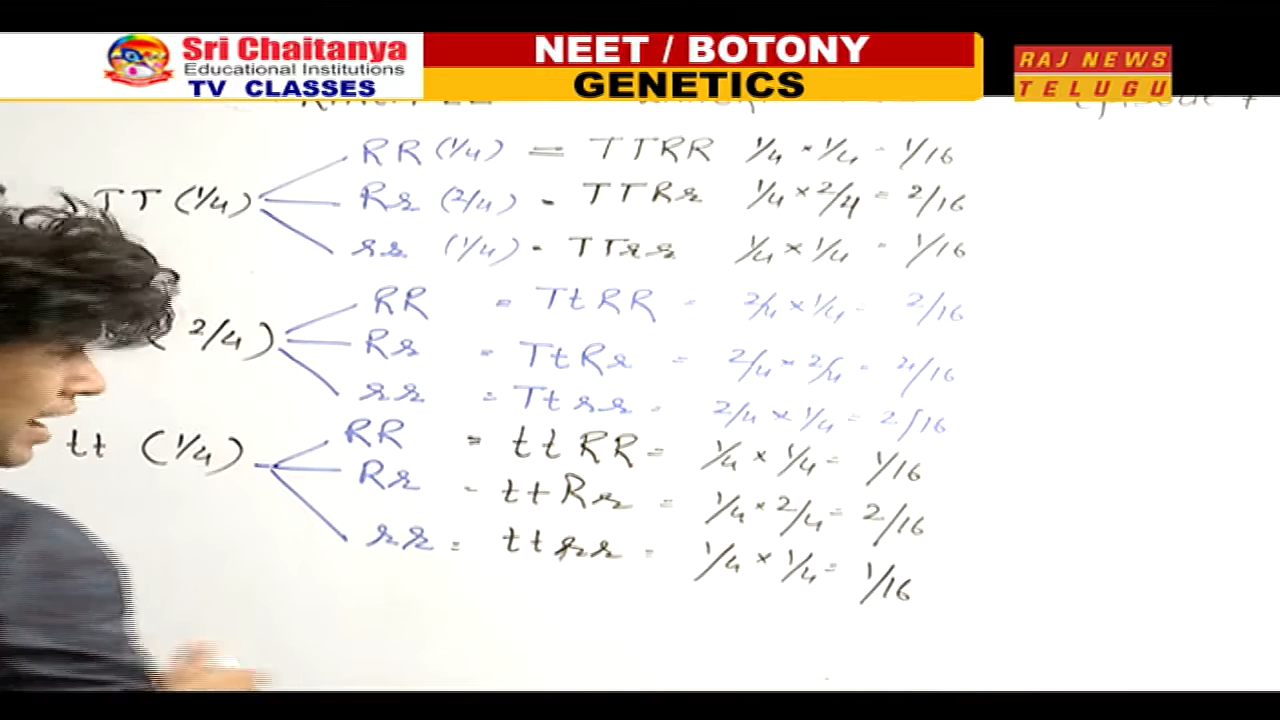 Sri Chaitanya
Educational Institutions
TV CLASSES
NEET / BOTONY
GENETICS
RAJ NEWS
TELUGU
RR (1/4) = TTRR 1/4 × 1/4 - 1/16
TT (1/4) Rr (2/4) - TTRr 1/4 × 2/4 = 2/16
rr (1/4) - TTrr 1/4 × 1/4 - 1/16
RR = TtRR = 2/4 × 1/4 - 2/16
( 2/4) Rr = TtRr = 2/4 × 2/4 = 4/16
rr = Ttrr - 2/4 × 1/4 = 2/16
RR = ttRR = 1/4 × 1/4 = 1/16
tt (1/4) Rr - ttRr = 1/4 × 2/4 = 2/16
rr = ttrr = 1/4 × 1/4 = 1/16